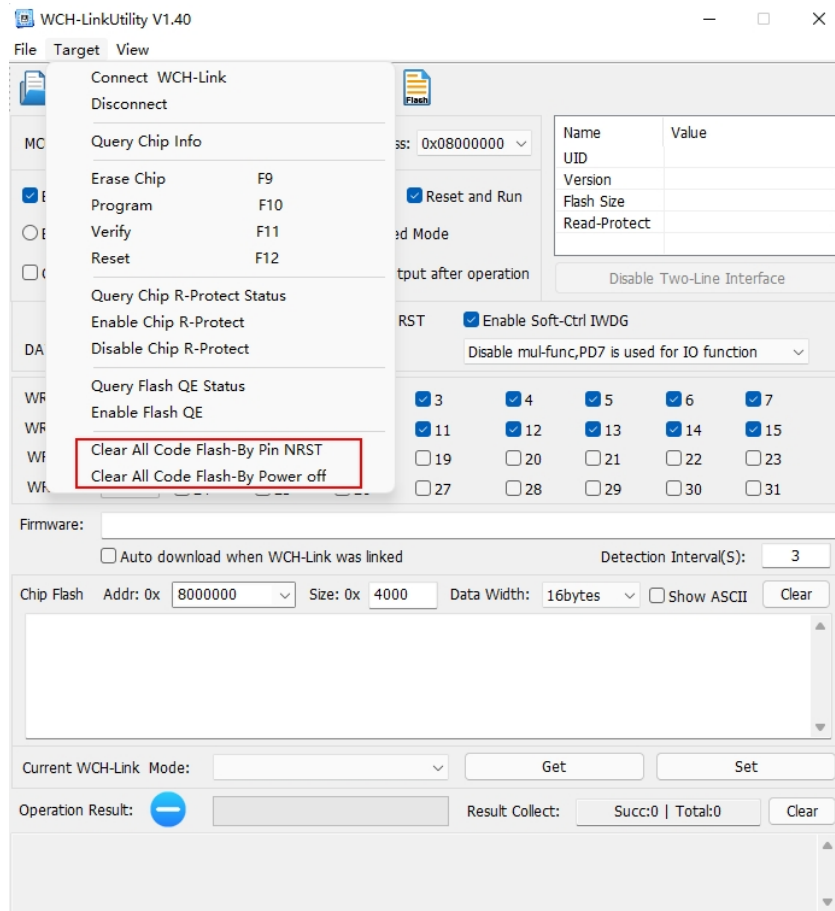 WCH-LinkUtility V1.40
File Target View
Connect WCH-Link
Disconnect
Query Chip Info
Erase Chip F9
Program F10
Verify F11
Reset F12
Query Chip R-Protect Status
Enable Chip R-Protect
Disable Chip R-Protect
Query Flash QE Status
Enable Flash QE
Clear All Code Flash-By Pin NRST
Clear All Code Flash-By Power off
Flash
0x08000000
Name Value
UID
Version
Flash Size
Read-Protect
Reset and Run
Mode
after operation
Disable Two-Line Interface
RST Enable Soft-Ctrl IWDG
Disable mul-func,PD7 is used for IO function
3 4 5 6 7
11 12 13 14 15
19 20 21 22 23
27 28 29 30 31
Firmware:
Auto download when WCH-Link was linked Detection Interval(S): 3
Chip Flash Addr: 0x 8000000 Size: 0x 4000 Data Width: 16bytes Show ASCII Clear
Current WCH-Link Mode: Get Set
Operation Result: Result Collect: Succ:0 | Total:0 Clear